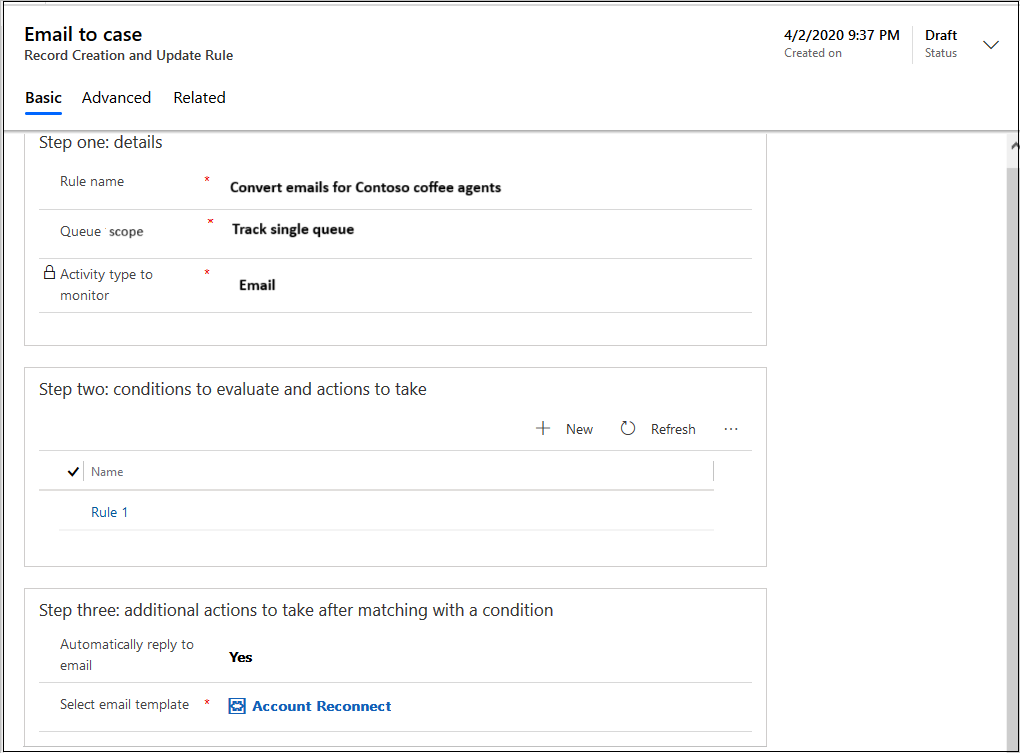 Email to case
Record Creation and Update Rule
4/2/2020 9:37 PM
Created on
Draft
Status
Basic Advanced Related
Step one: details
Rule name * Convert emails for Contoso coffee agents
Queue scope * Track single queue
Activity type to
monitor
* Email
Step two: conditions to evaluate and actions to take
New Refresh ...
Name
Rule 1
Step three: additional actions to take after matching with a condition
Automatically reply to
email
Yes
Select email template * Account Reconnect